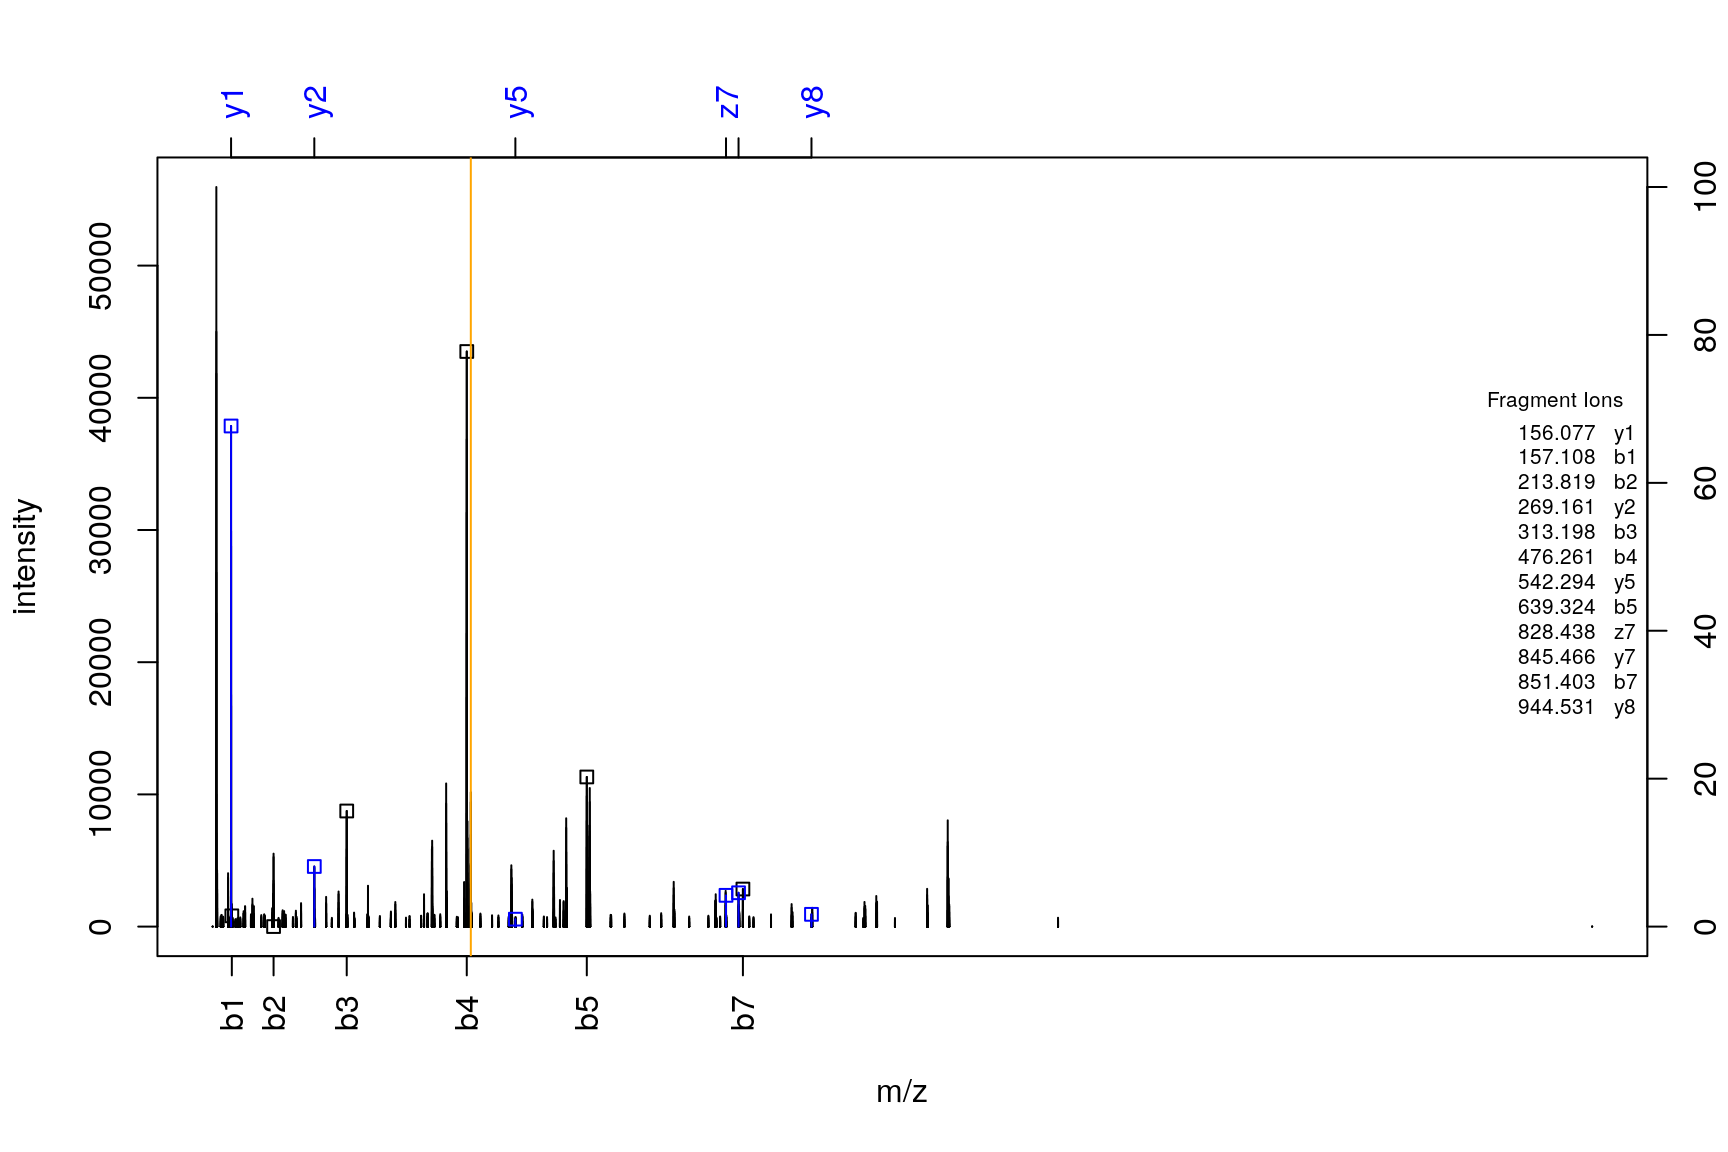 y1 y2 y5 z7 y8
intensity
0 10000 20000 30000 40000 50000
0 20 40 60 80 100
Fragment Ions
156.077 y1
157.108 b1
213.819 b2
269.161 y2
313.198 b3
476.261 b4
542.294 y5
639.324 b5
828.438 z7
845.466 y7
851.403 b7
944.531 y8
b1 b2 b3 b4 b5 b7
m/z